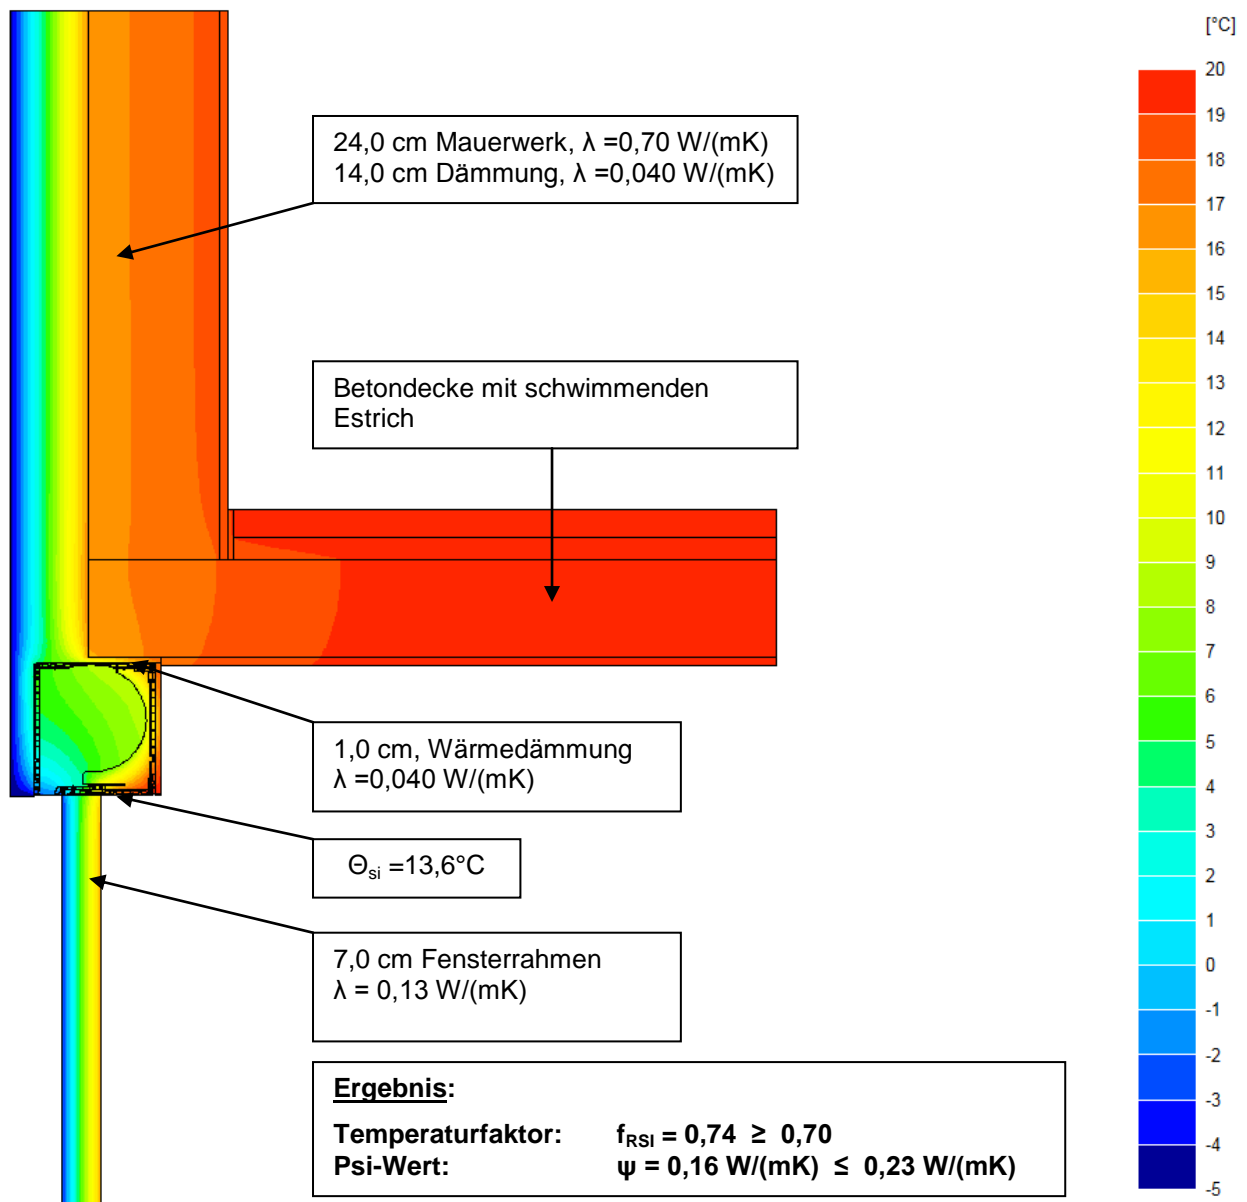 [°C]
24,0 cm Mauerwerk, λ =0,70 W/(mK)
14,0 cm Dämmung, λ =0,040 W/(mK)
Betondecke mit schwimmenden
Estrich
1,0 cm, Wärmedämmung
λ =0,040 W/(mK)
Θsi =13,6°C
7,0 cm Fensterrahmen
λ = 0,13 W/(mK)
Ergebnis:
Temperaturfaktor: fRSI = 0,74 ≥ 0,70
Psi-Wert: ψ = 0,16 W/(mK) ≤ 0,23 W/(mK)
20
19
18
17
16
15
14
13
12
11
10
9
8
7
6
5
4
3
2
1
0
-1
-2
-3
-4
-5